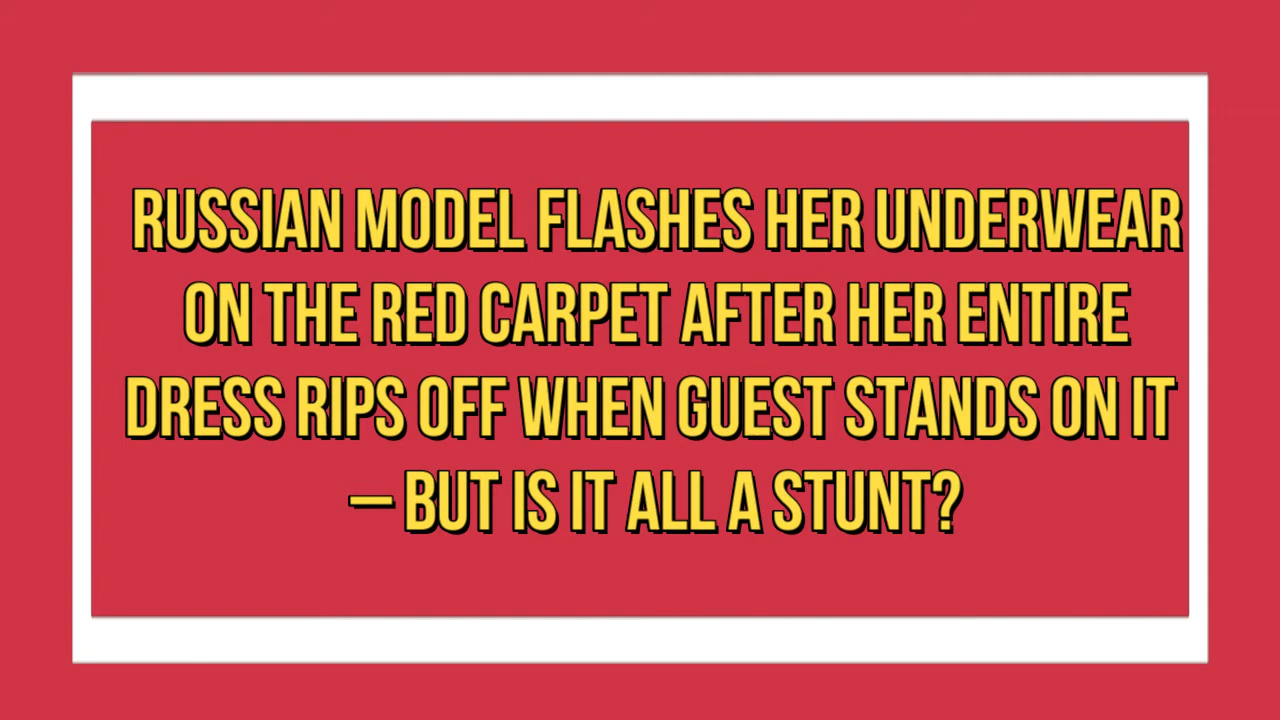 RUSSIAN MODEL FLASHES HER UNDERWEAR
ON THE RED CARPET AFTER HER ENTIRE
DRESS RIPS OFF WHEN GUEST STANDS ON IT
– BUT IS IT ALL A STUNT?